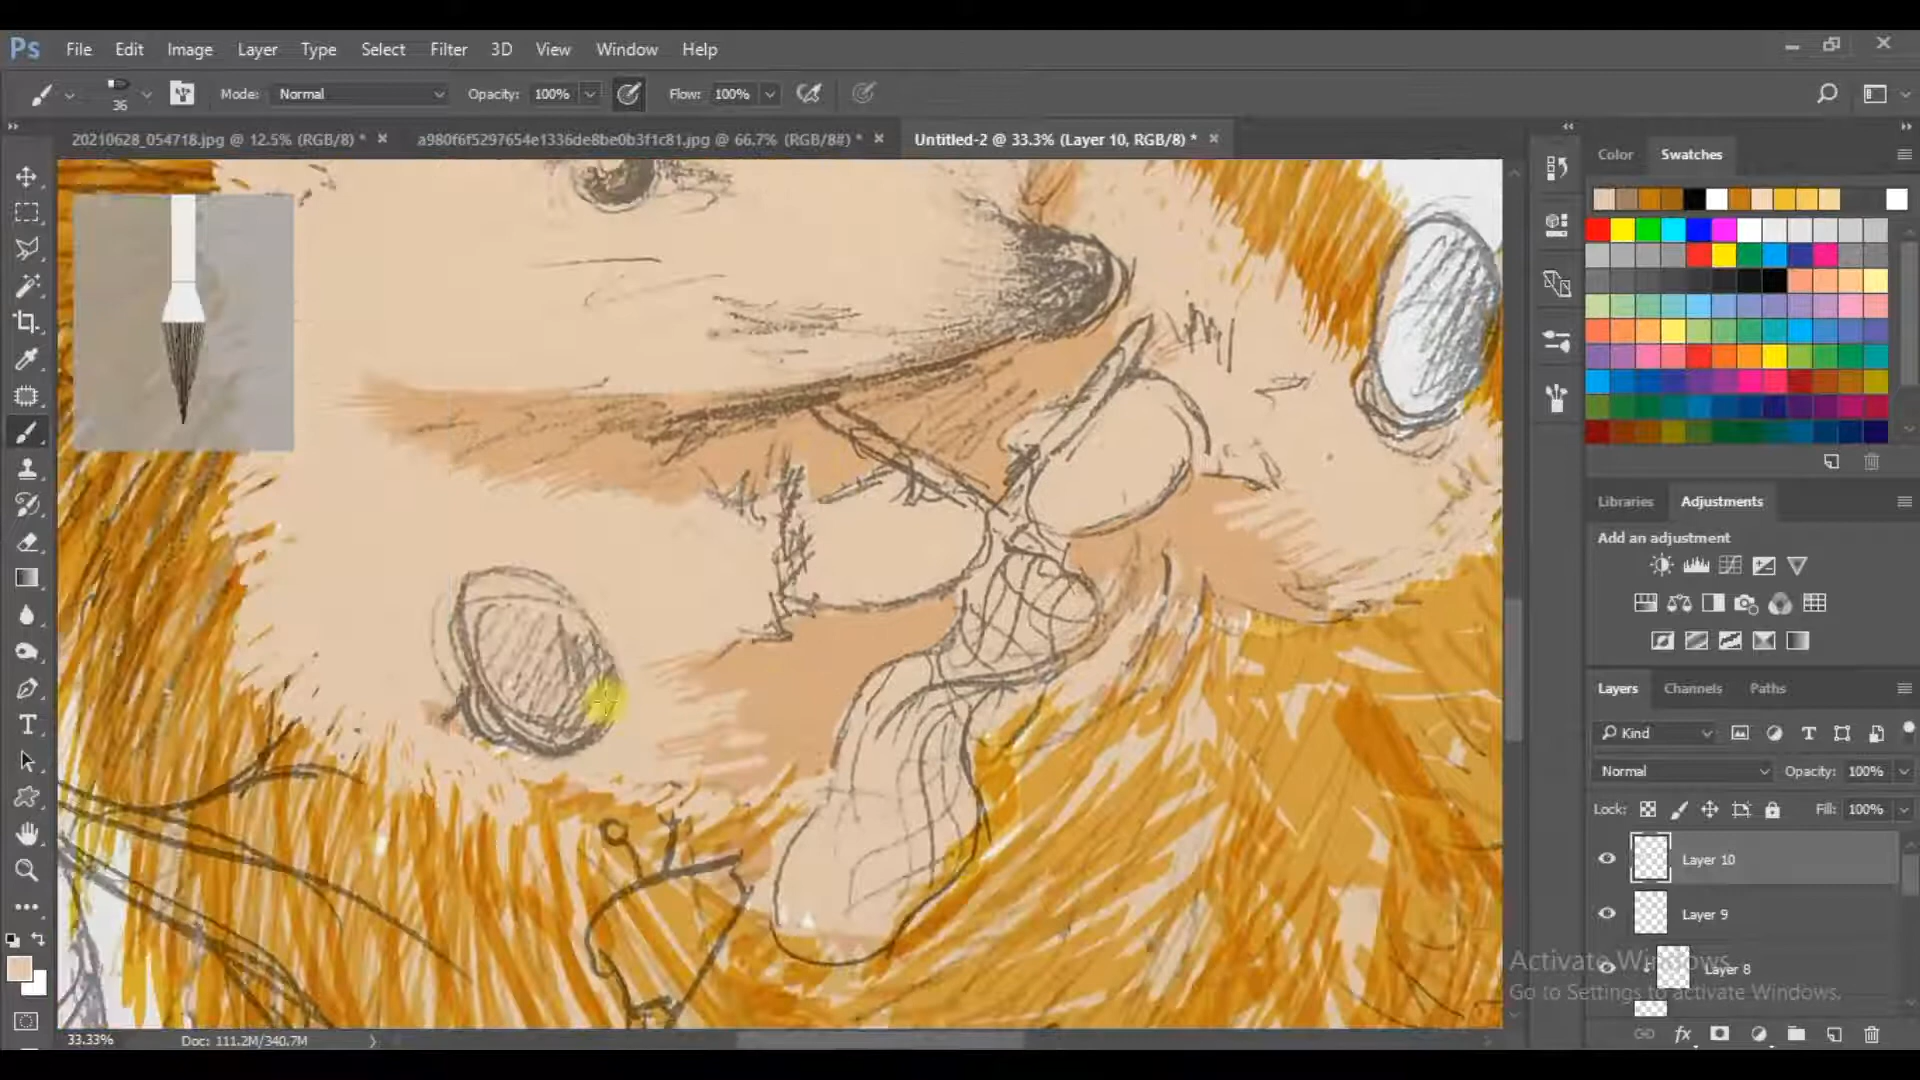 Ps File Edit Image Layer Type Select Filter 3D View Window Help
36 Mode: Normal Opacity: 100% Flow: 100%
20210628_054718.jpg @ 12.5% (RGB/8) * a980f6f5297654e1336de8be0b3f1c81.jpg @ 66.7% (RGB/8#) * Untitled-2 @ 33.3% (Layer 10, RGB/8) *
Color Swatches
Libraries Adjustments
Add an adjustment
Layers Channels Paths
Kind
Normal Opacity: 100%
Lock: Fill: 100%
Layer 10
Layer 9
Layer 8
Activate Windows
Go to Settings to activate Windows.
33.33% Doc: 111.2M/340.7M